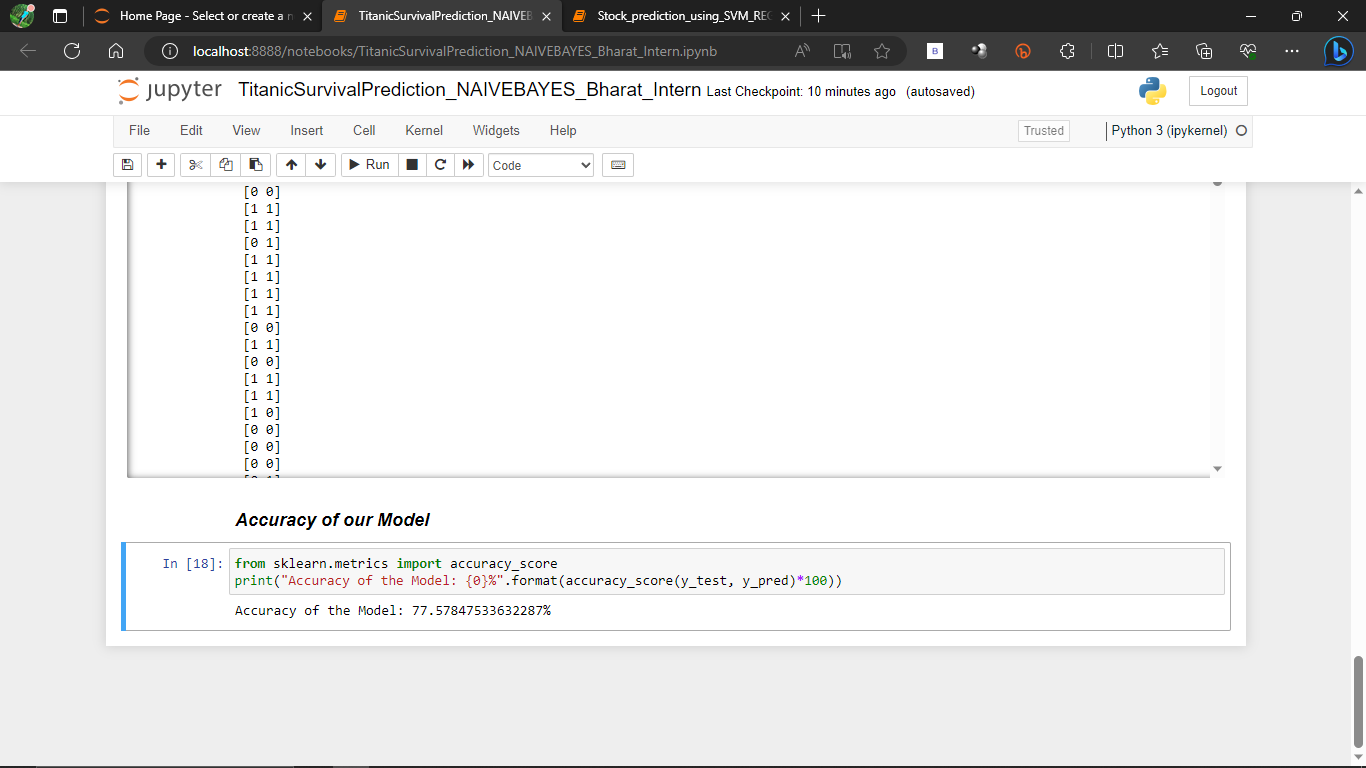 Home Page - Select or create a n
TitanicSurvivalPrediction_NAIVEB
Stock_prediction_using_SVM_REG
localhost:8888/notebooks/TitanicSurvivalPrediction_NAIVEBAYES_Bharat_Intern.ipynb
jupyter TitanicSurvivalPrediction_NAIVEBAYES_Bharat_Intern Last Checkpoint: 10 minutes ago (autosaved)
Logout
File Edit View Insert Cell Kernel Widgets Help
Trusted
Python 3 (ipykernel)
Run
Code
[0 0]
[1 1]
[1 1]
[0 1]
[1 1]
[1 1]
[1 1]
[1 1]
[0 0]
[1 1]
[0 0]
[1 1]
[1 1]
[1 0]
[0 0]
[0 0]
[0 0]
Accuracy of our Model
In [18]: from sklearn.metrics import accuracy_score
print("Accuracy of the Model: {0}%".format(accuracy_score(y_test, y_pred)*100))
Accuracy of the Model: 77.57847533632287%